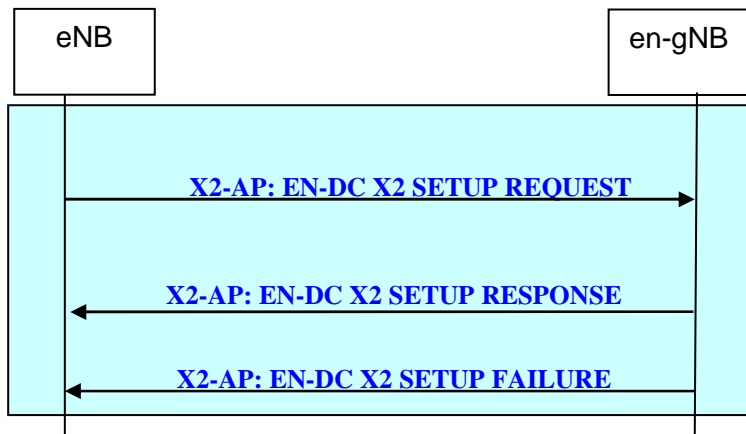 eNB
en-gNB
X2-AP: EN-DC X2 SETUP REQUEST
X2-AP: EN-DC X2 SETUP RESPONSE
X2-AP: EN-DC X2 SETUP FAILURE